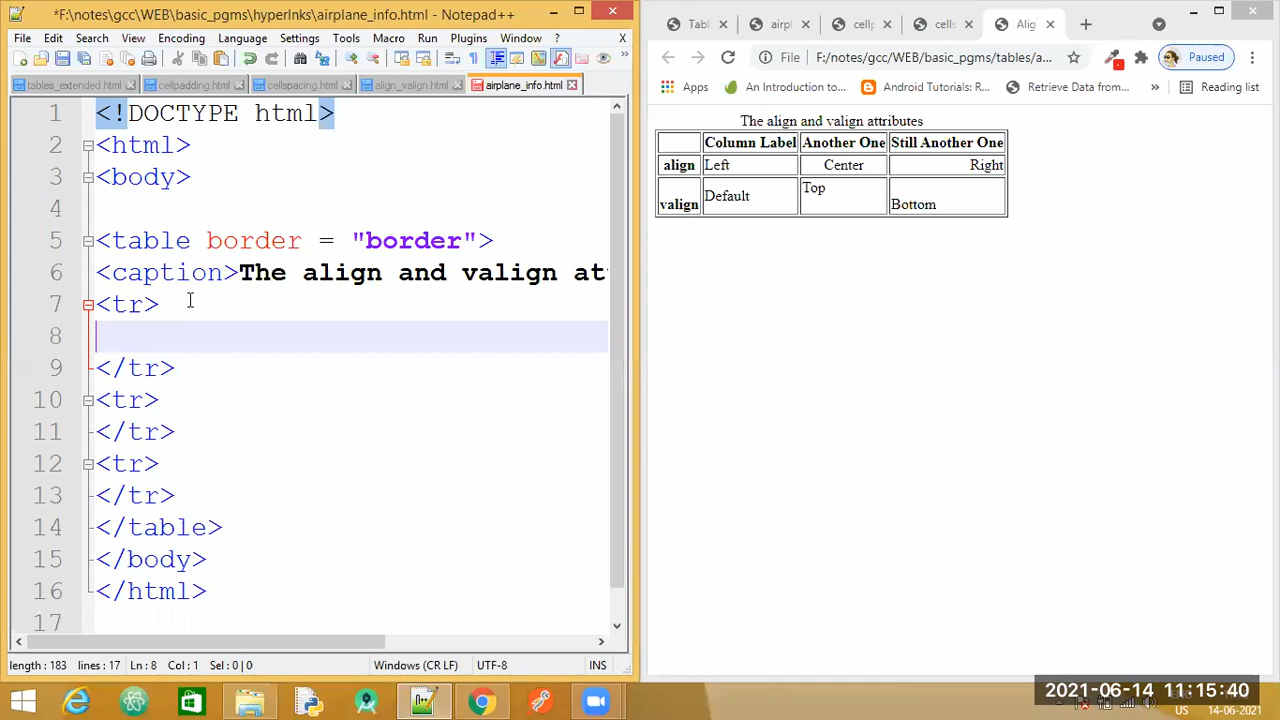 *F:\notes\gcc\WEB\basic_pgms\hyperlnks\airplane_info.html - Notepad++
File Edit Search View Encoding Language Settings Tools Macro Run Plugins Window ? X
tables_extended.html cellpadding.html cellspacing.html align_valign.html airplane_info.html
1 <!DOCTYPE html>
2 <html>
3 <body>
4
5 <table border = "border">
6 <caption>The align and valign at
7 <tr>
8
9 </tr>
10 <tr>
11 </tr>
12 <tr>
13 </tr>
14 </table>
15 </body>
16 </html>
17
length : 183 lines : 17 Ln : 8 Col : 1 Sel : 0 | 0 Windows (CR LF) UTF-8 INS
Tabl airpl cellp cells Alig
File F:/notes/gcc/WEB/basic_pgms/tables/a... Paused
Apps An Introduction to... Android Tutorials: R... Retrieve Data from... » Reading list
The align and valign attributes
Column Label Another One Still Another One
align Left Center Right
valign Default Top Bottom
2021-06-14 11:15:40
US 14-06-2021